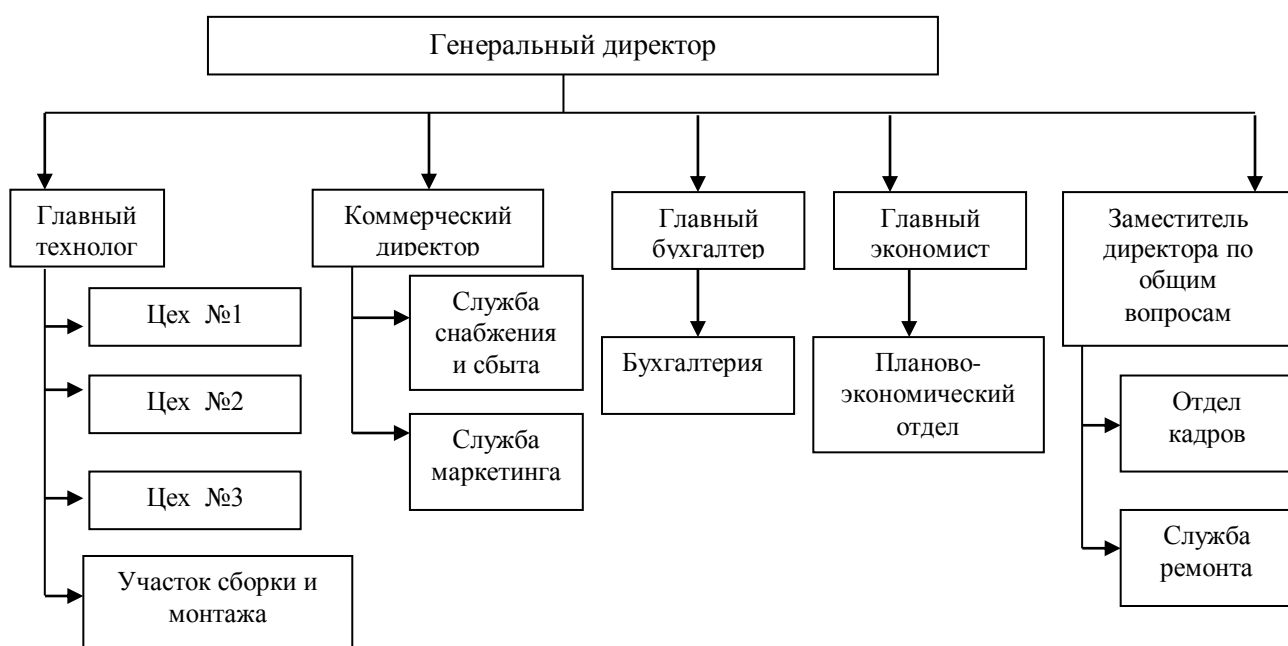 Генеральный директор
Главный
технолог
Коммерческий
директор
Главный
бухгалтер
Главный
экономист
Заместитель
директора по
общим
вопросам
Цех №1
Цех №2
Цех №3
Участок сборки и
монтажа
Служба
снабжения
и сбыта
Служба
маркетинга
Бухгалтерия
Планово-
экономический
отдел
Отдел
кадров
Служба
ремонта